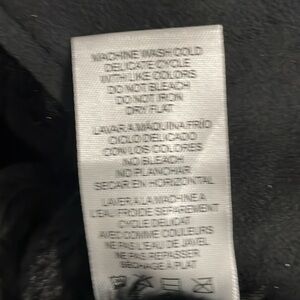 MACHINE WASH COLD
DELICATE CYCLE
WITH LIKE COLORS
DO NOT BLEACH
DO NOT IRON
DRY FLAT
LAVAR A MÁQUINA FRÍO
CICLO DELICADO
CON LOS COLORES
NO BLEACH
NO PLANCHAR
SECAR EN HORIZONTAL
LAVER A LA MACHINE A
L'EAU FROIDE SEPAREMENT
CYCLE DELICAT
AVEC COMME COULEURS
NE PAS L'EAU DE JAVEL
NE PAS REPASSER
SECHAGE À PLAT